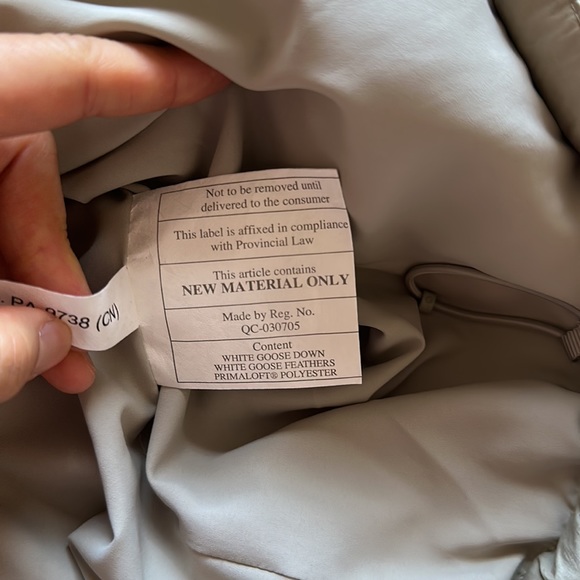 Not to be removed until
delivered to the consumer
This label is affixed in compliance
with Provincial Law
This article contains
NEW MATERIAL ONLY
Made by Reg. No.
QC-030705
Content
WHITE GOOSE DOWN
WHITE GOOSE FEATHERS
PRIMALOFT® POLYESTER
. PA-9738 (CN)